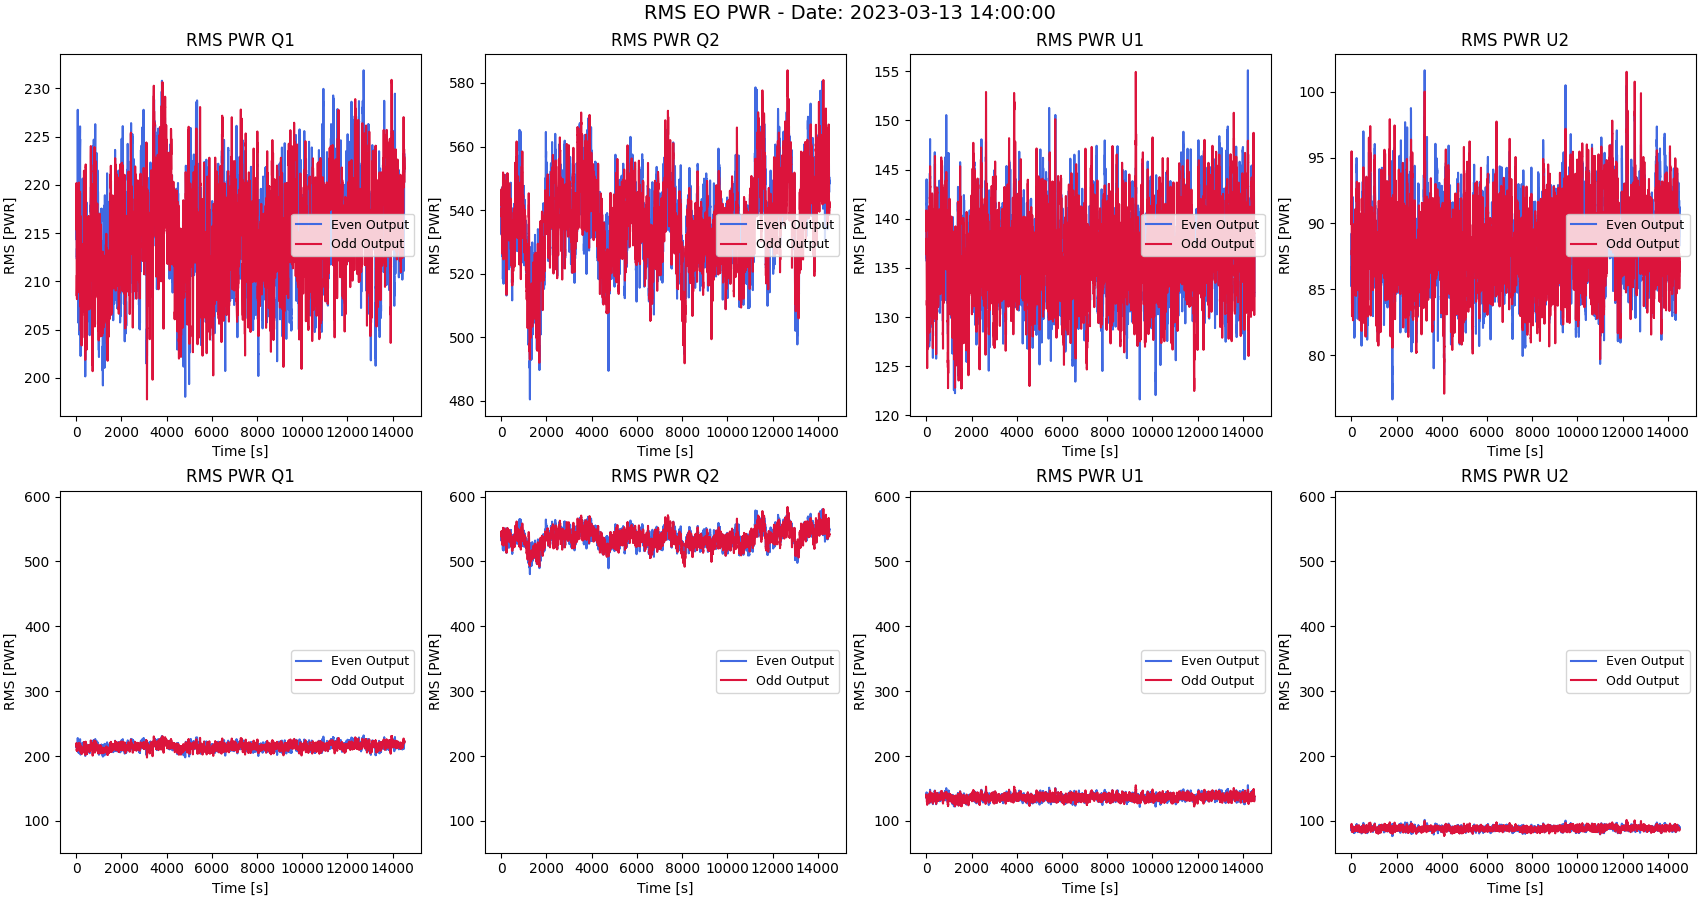 RMS EO PWR - Date: 2023-03-13 14:00:00
RMS PWR Q1
RMS [PWR]
230
225
220
215
210
205
200
Even Output
Odd Output
0 2000 4000 6000 8000 10000 12000 14000
Time [s]
RMS PWR Q2
RMS [PWR]
580
560
540
520
500
480
Even Output
Odd Output
0 2000 4000 6000 8000 10000 12000 14000
Time [s]
RMS PWR U1
RMS [PWR]
155
150
145
140
135
130
125
120
Even Output
Odd Output
0 2000 4000 6000 8000 10000 12000 14000
Time [s]
RMS PWR U2
RMS [PWR]
100
95
90
85
80
Even Output
Odd Output
0 2000 4000 6000 8000 10000 12000 14000
Time [s]
RMS PWR Q1
RMS [PWR]
600
500
400
300
200
100
Even Output
Odd Output
0 2000 4000 6000 8000 10000 12000 14000
Time [s]
RMS PWR Q2
RMS [PWR]
600
500
400
300
200
100
Even Output
Odd Output
0 2000 4000 6000 8000 10000 12000 14000
Time [s]
RMS PWR U1
RMS [PWR]
600
500
400
300
200
100
Even Output
Odd Output
0 2000 4000 6000 8000 10000 12000 14000
Time [s]
RMS PWR U2
RMS [PWR]
600
500
400
300
200
100
Even Output
Odd Output
0 2000 4000 6000 8000 10000 12000 14000
Time [s]